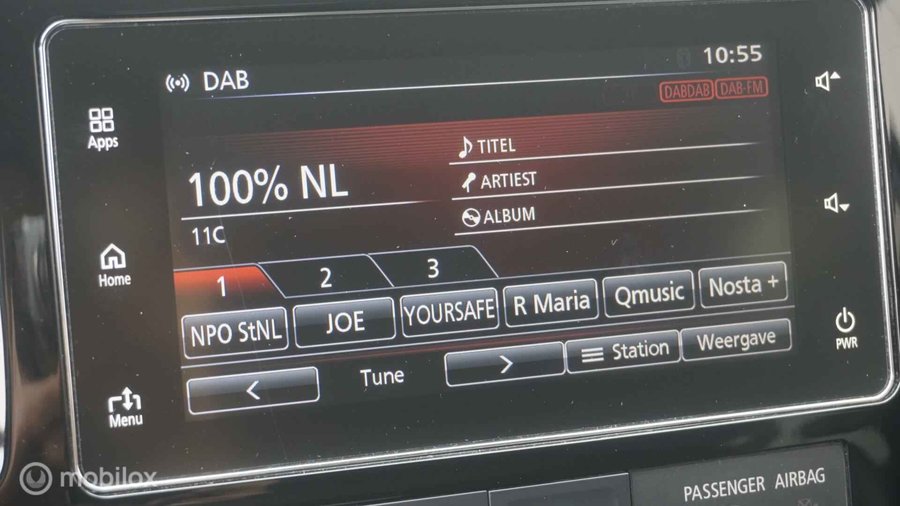 DAB
10:55
DABDAB DAB-FM
Apps
TITEL
100% NL
ARTIEST
ALBUM
11C
Home
1 2 3
NPO StNL JOE YOURSAFE R Maria Qmusic Nosta +
< Tune > Station Weergave
PWR
Menu
mobilox
PASSENGER AIRBAG